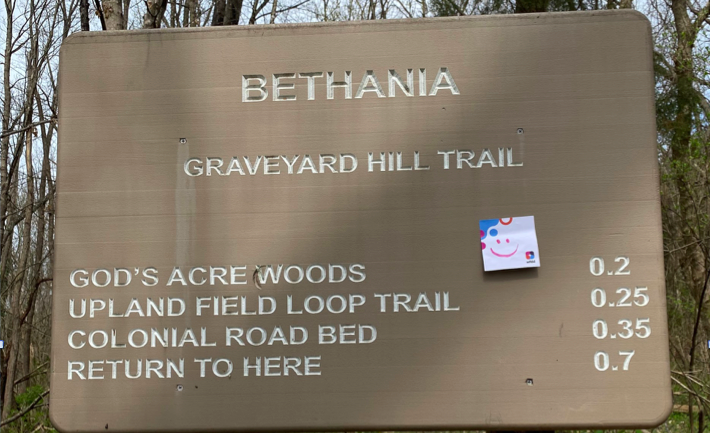 BETHANIA
GRAVEYARD HILL TRAIL
GOD'S ACRE WOODS 0.2
UPLAND FIELD LOOP TRAIL 0.25
COLONIAL ROAD BED 0.35
RETURN TO HERE 0.7